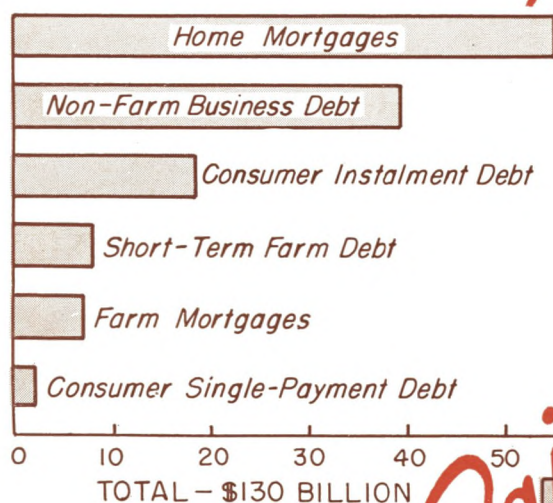 Home Mortgages
Non-Farm Business Debt
Consumer Instalment Debt
Short-Term Farm Debt
Farm Mortgages
Consumer Single-Payment Debt
0 10 20 30 40 50
TOTAL – $130 BILLION